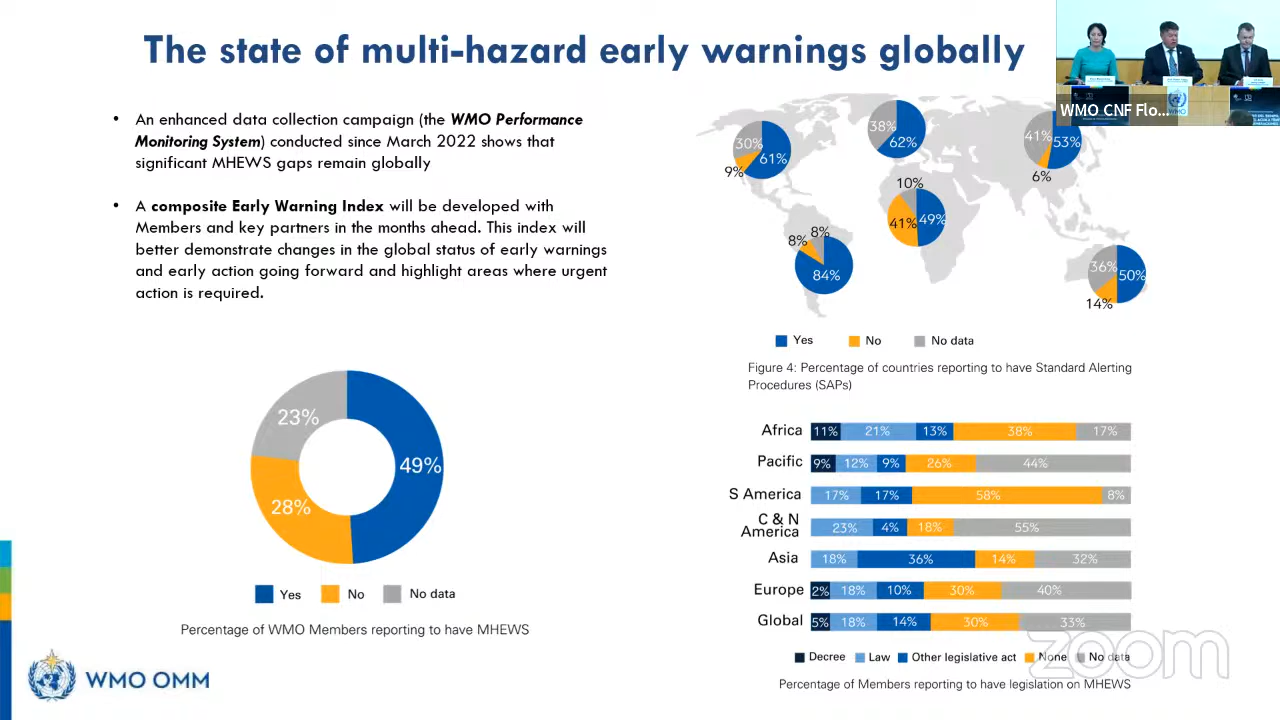 The state of multi-hazard early warnings globally
WMO CNF Flo...
• An enhanced data collection campaign (the WMO Performance
Monitoring System) conducted since March 2022 shows that
significant MHEWS gaps remain globally
• A composite Early Warning Index will be developed with
Members and key partners in the months ahead. This index will
better demonstrate changes in the global status of early warnings
and early action going forward and highlight areas where urgent
action is required.
23%
49%
28%
Yes No No data
Percentage of WMO Members reporting to have MHEWS
WMO OMM
30% 61% 9%
38% 62%
41% 53% 6%
10% 41% 49%
8% 8% 84%
36% 50% 14%
Yes No No data
Figure 4: Percentage of countries reporting to have Standard Alerting
Procedures (SAPs)
Africa 11% 21% 13% 38% 17%
Pacific 9% 12% 9% 26% 44%
S America 17% 17% 58% 8%
C & N
America 23% 4% 18% 55%
Asia 18% 36% 14% 32%
Europe 2% 18% 10% 30% 40%
Global 5% 18% 14% 30% 33%
Decree Law Other legislative act None No data
Percentage of Members reporting to have legislation on MHEWS
zoom